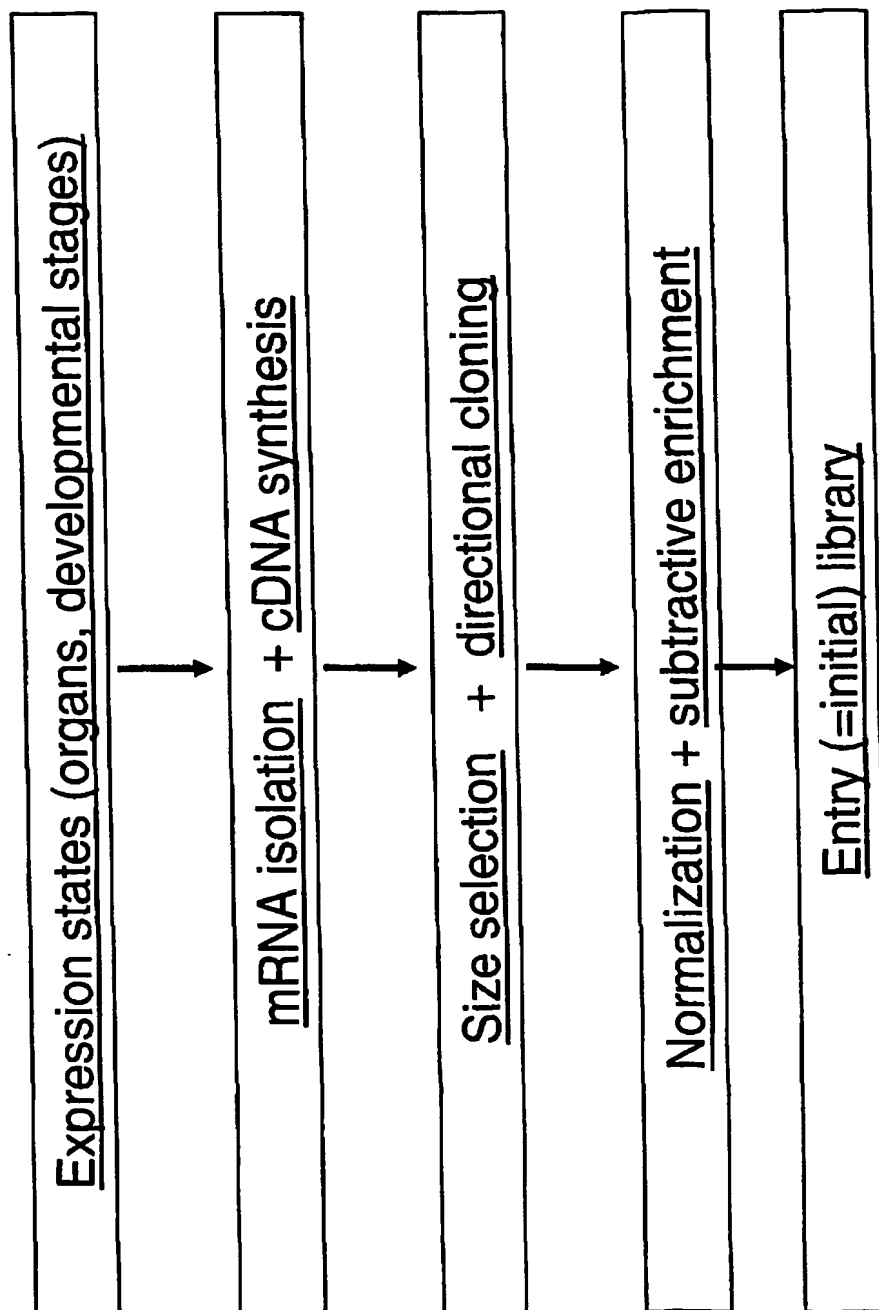 Expression states (organs, developmental stages)
mRNA isolation + cDNA synthesis
Size selection + directional cloning
Normalization + subtractive enrichment
Entry (=initial) library